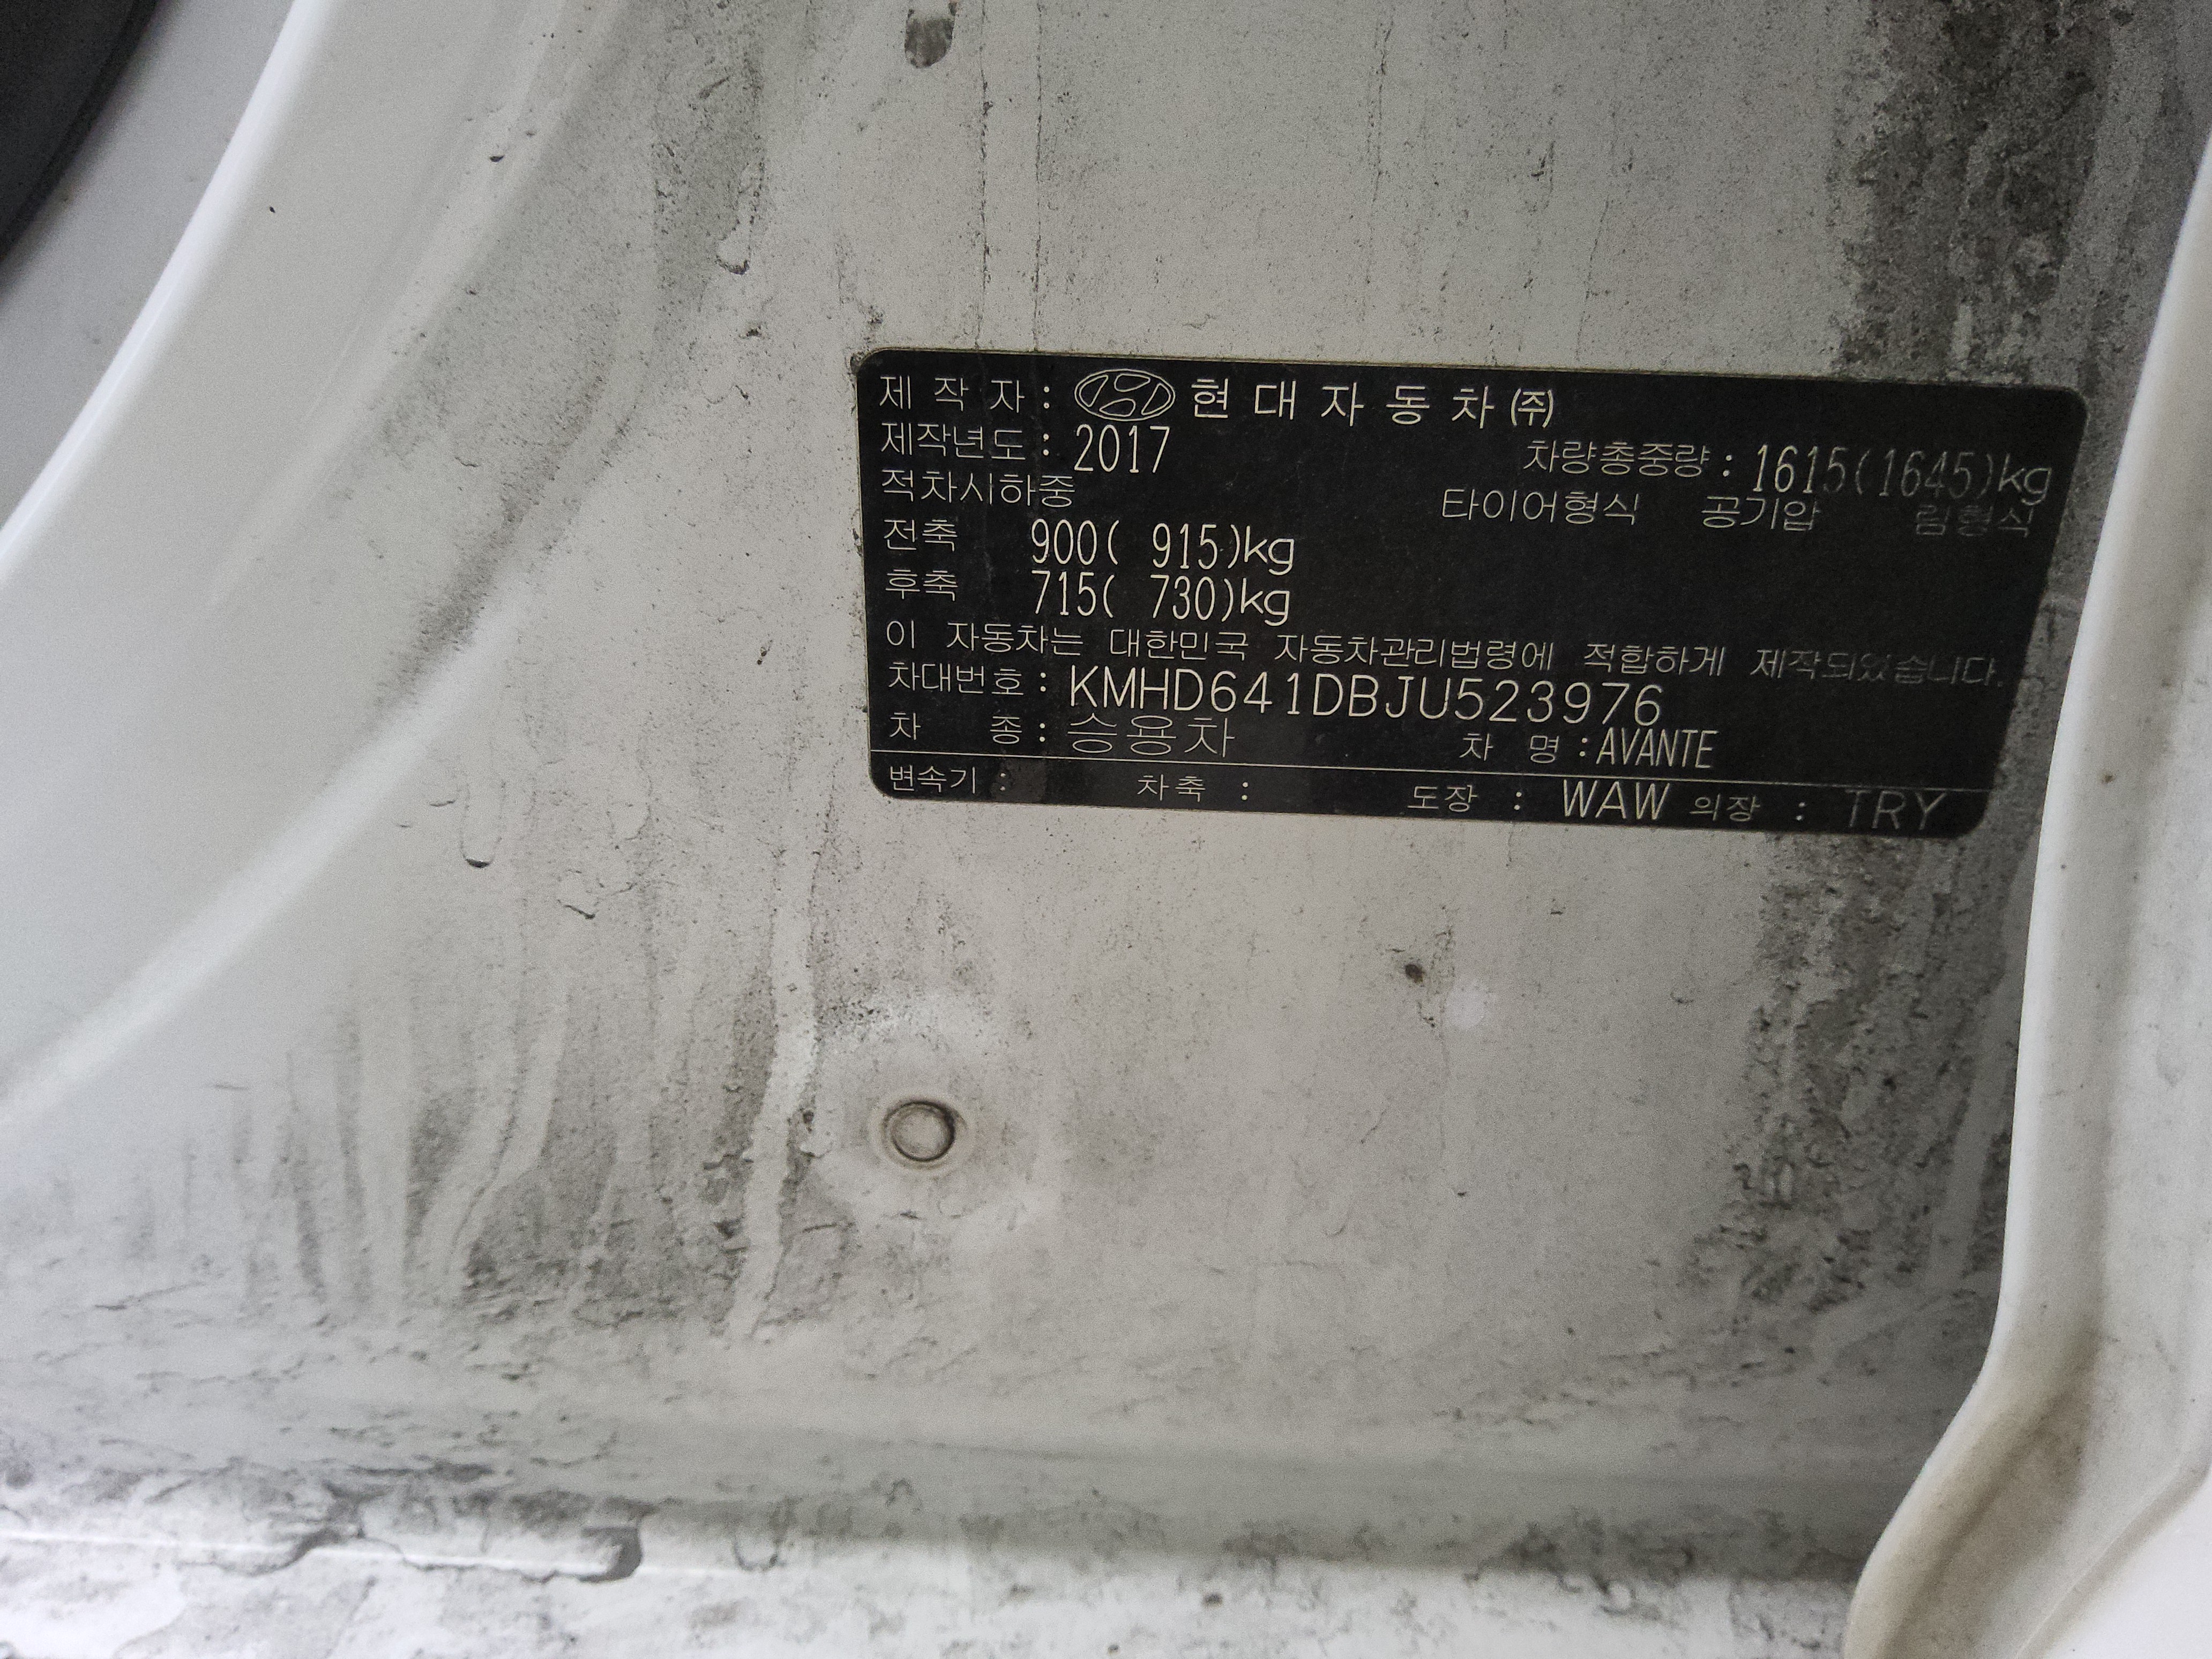 제 작 자 : 현 대 자 동 차 ㈜
제작년도 : 2017 차량총중량 : 1615(1645)kg
적차시하중 타이어형식 공기압 림형식
전축 900( 915)kg
후축 715( 730)kg
이 자동차는 대한민국 자동차관리법령에 적합하게 제작되었습니다.
차대번호 : KMHD641DBJU523976
차 종 : 승용차 차 명 : AVANTE
변속기 : 차축 : 도장 : WAW 의장 : TRY